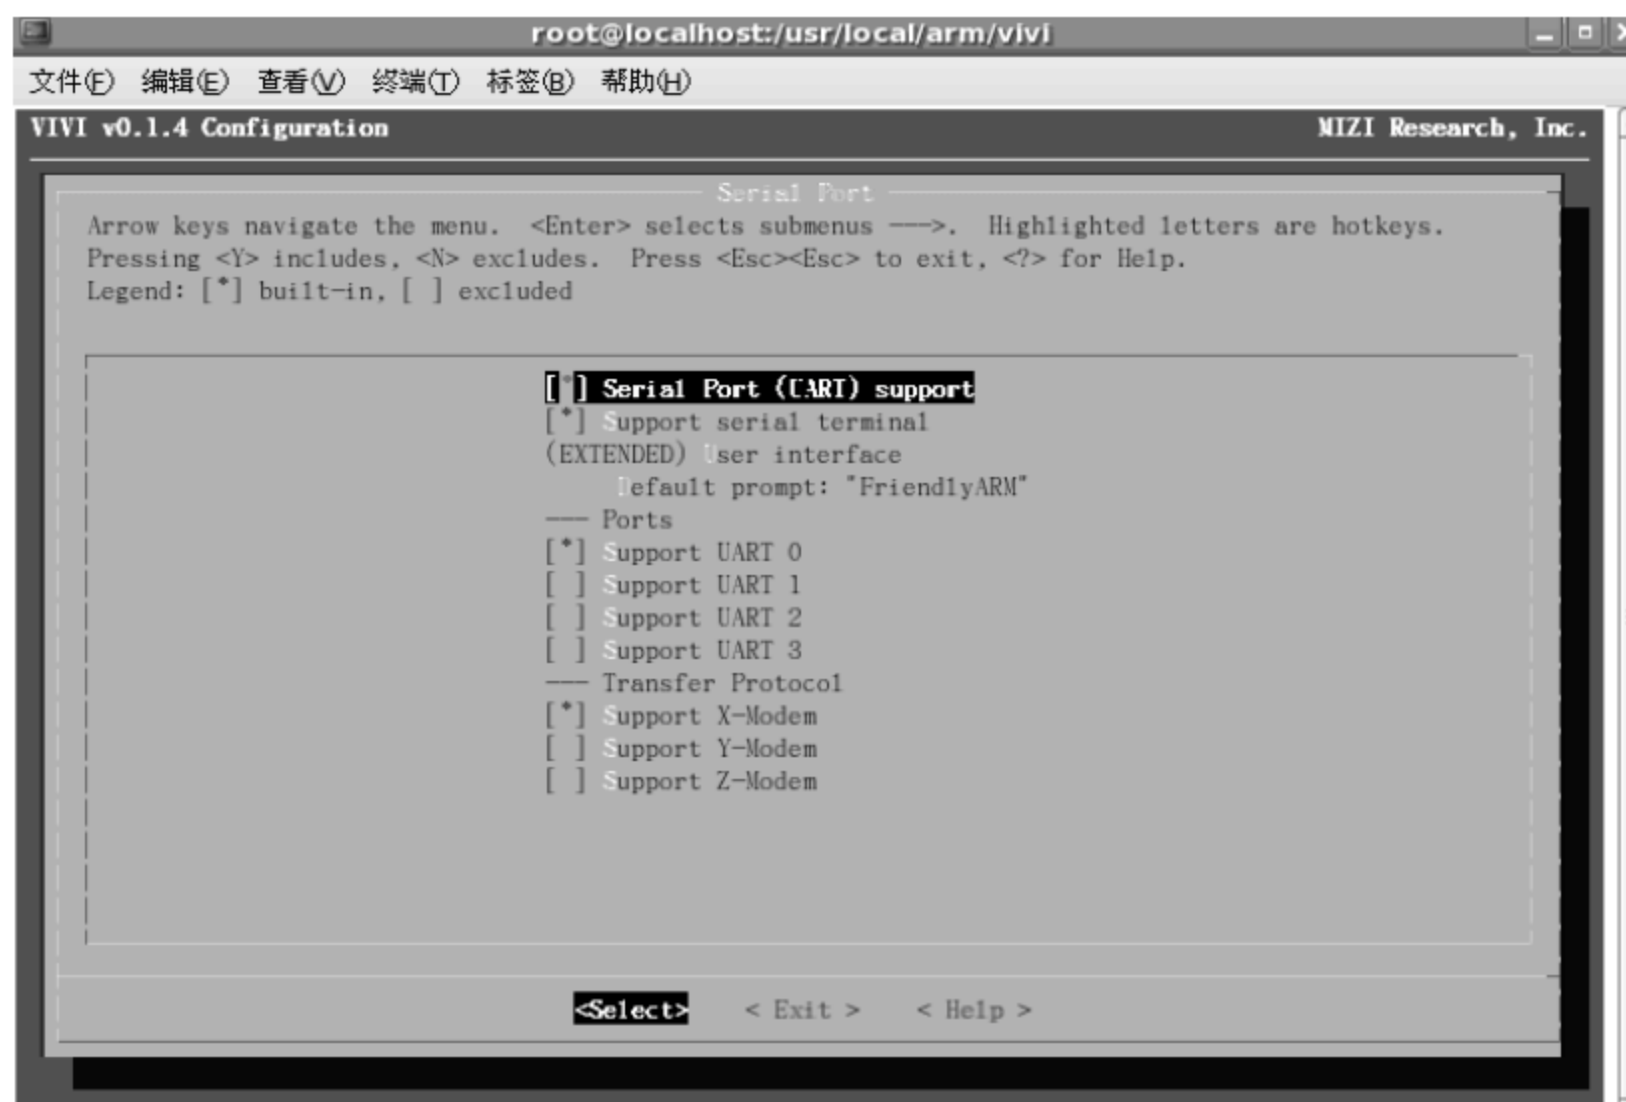 root@localhost:/usr/local/arm/vivi
文件(F) 编辑(E) 查看(V) 终端(T) 标签(B) 帮助(H)
VIVI v0.1.4 Configuration MIZI Research, Inc.
Serial Port
Arrow keys navigate the menu. <Enter> selects submenus --->. Highlighted letters are hotkeys.
Pressing <Y> includes, <N> excludes. Press <Esc><Esc> to exit, <?> for Help.
Legend: [*] built-in, [ ] excluded
[*] Serial Port (UART) support
[*] Support serial terminal
(EXTENDED) User interface
Default prompt: "FriendlyARM"
--- Ports
[*] Support UART 0
[ ] Support UART 1
[ ] Support UART 2
[ ] Support UART 3
--- Transfer Protocol
[*] Support X-Modem
[ ] Support Y-Modem
[ ] Support Z-Modem
<Select> < Exit > < Help >